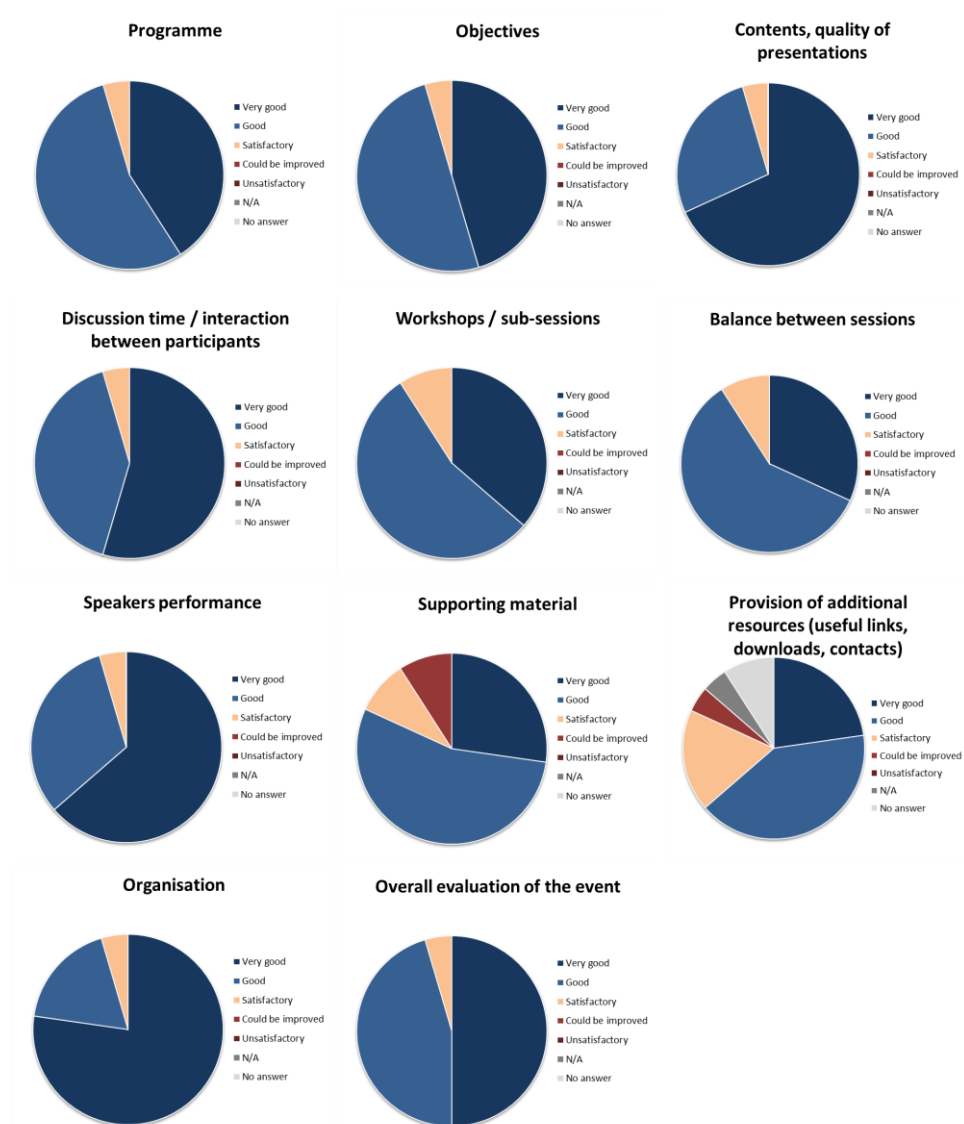 Programme
Very good
Good
Satisfactory
Could be improved
Unsatisfactory
N/A
No answer
Objectives
Very good
Good
Satisfactory
Could be improved
Unsatisfactory
N/A
No answer
Contents, quality of
presentations
Very good
Good
Satisfactory
Could be improved
Unsatisfactory
N/A
No answer
Discussion time / interaction
between participants
Very good
Good
Satisfactory
Could be improved
Unsatisfactory
N/A
No answer
Workshops / sub-sessions
Very good
Good
Satisfactory
Could be improved
Unsatisfactory
N/A
No answer
Balance between sessions
Very good
Good
Satisfactory
Could be improved
Unsatisfactory
N/A
No answer
Speakers performance
Very good
Good
Satisfactory
Could be improved
Unsatisfactory
N/A
No answer
Supporting material
Very good
Good
Satisfactory
Could be improved
Unsatisfactory
N/A
No answer
Provision of additional
resources (useful links,
downloads, contacts)
Very good
Good
Satisfactory
Could be improved
Unsatisfactory
N/A
No answer
Organisation
Very good
Good
Satisfactory
Could be improved
Unsatisfactory
N/A
No answer
Overall evaluation of the event
Very good
Good
Satisfactory
Could be improved
Unsatisfactory
N/A
No answer